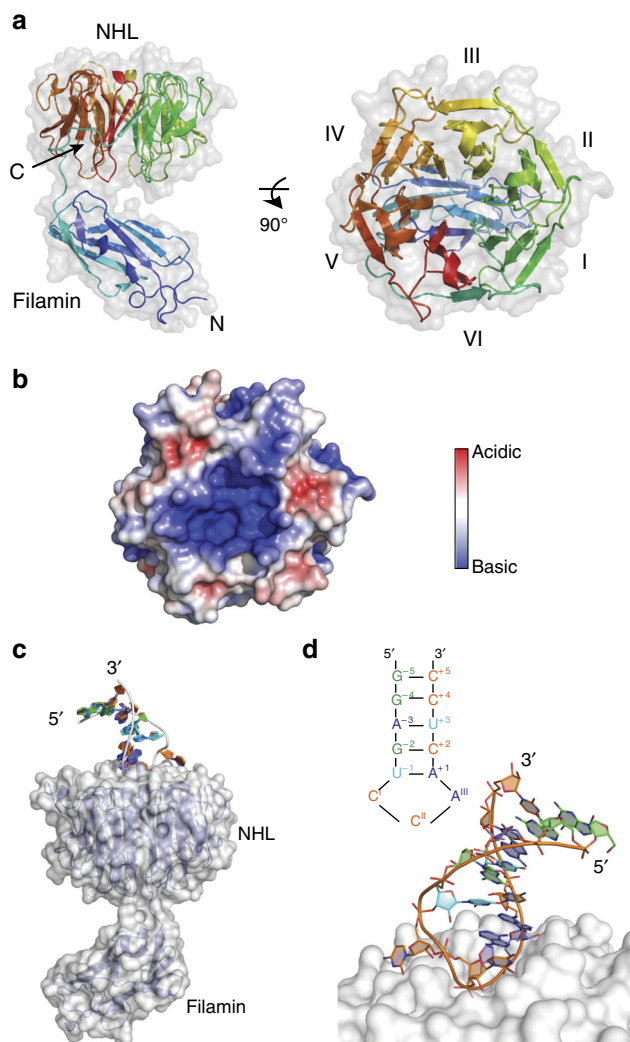 a
NHL
III
IV
II
C
90°
V
I
Filamin
N
VI
b
Acidic
Basic
c
3′
5′
NHL
Filamin
d
5′ 3′
G⁻⁵ C⁺⁵
G⁻⁴ C⁺⁴
A⁻³ U⁺³
G⁻² C⁺²
U⁻¹ A⁺¹
Cᴵ Aᴵᴵᴵ
Cᴵᴵ
3′
5′